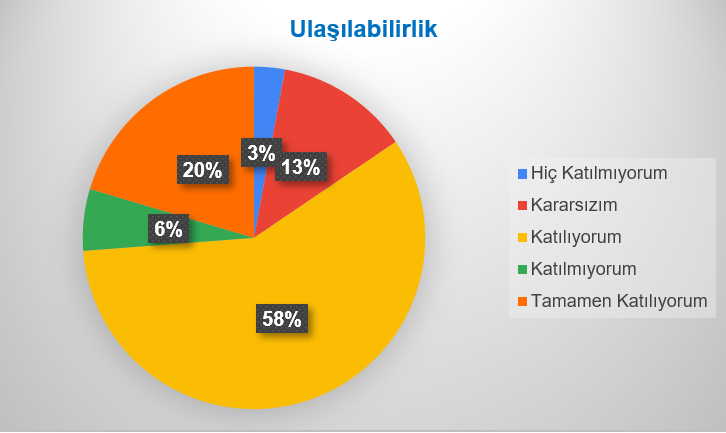 Ulaşılabilirlik
3%
13%
20%
6%
58%
Hiç Katılmıyorum
Kararsızım
Katılıyorum
Katılmıyorum
Tamamen Katılıyorum